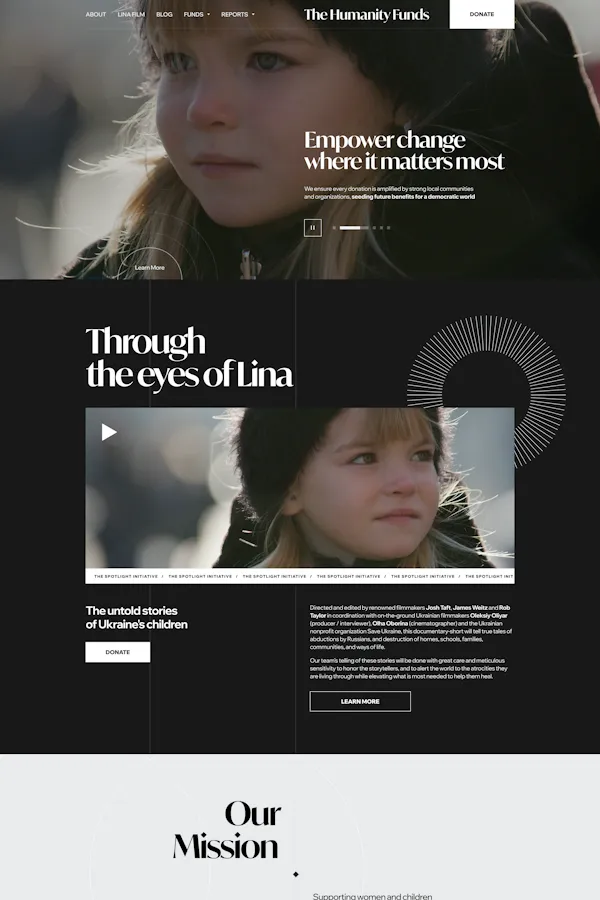 ABOUT LINA FILM BLOG FUNDS REPORTS
The Humanity Funds
DONATE
Empower change
where it matters most
We ensure every donation is amplified by strong local communities
and organizations, seeding future benefits for a democratic world
Learn More
Through
the eyes of Lina
THE SPOTLIGHT INITIATIVE / THE SPOTLIGHT INITIATIVE / THE SPOTLIGHT INITIATIVE / THE SPOTLIGHT INITIATIVE / THE SPOTLIGHT INITIATIVE / THE SPOTLIGHT INIT
The untold stories
of Ukraine's children
DONATE
Directed and edited by renowned filmmakers Josh Taft, James Weitz and Rob
Taylor in coordination with on-the-ground Ukrainian filmmakers Oleksiy Oliyar
(producer / interviewer), Olha Oborina (cinematographer) and the Ukrainian
nonprofit organization Save Ukraine, this documentary-short will tell true tales of
abductions by Russians, and destruction of homes, schools, families,
communities, and ways of life.
Our team's telling of these stories will be done with great care and meticulous
sensitivity to honor the storytellers, and to alert the world to the atrocities they
are living through while elevating what is most needed to help them heal.
LEARN MORE
Our
Mission
Supporting women and children